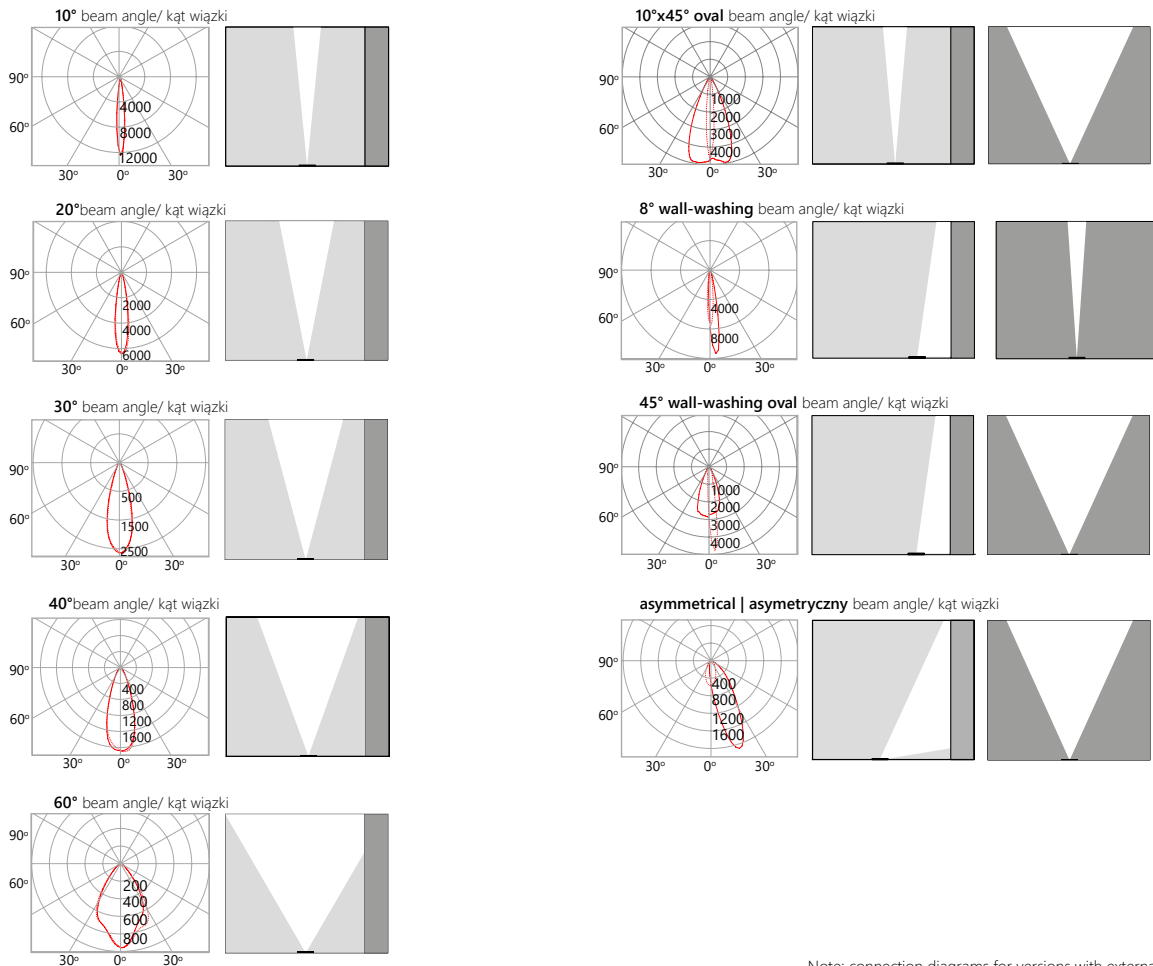 10° beam angle/ kąt wiązki
90°
60°
4000
8000
12000
30° 0° 30°
20°beam angle/ kąt wiązki
90°
60°
2000
4000
6000
30° 0° 30°
30° beam angle/ kąt wiązki
90°
60°
500
1500
2500
30° 0° 30°
40°beam angle/ kąt wiązki
90°
60°
400
800
1200
1600
30° 0° 30°
60° beam angle/ kąt wiązki
90°
60°
200
400
600
800
30° 0° 30°
10°x45° oval beam angle/ kąt wiązki
90°
60°
1000
2000
3000
4000
30° 0° 30°
8° wall-washing beam angle/ kąt wiązki
90°
60°
4000
8000
30° 0° 30°
45° wall-washing oval beam angle/ kąt wiązki
90°
60°
1000
2000
3000
4000
30° 0° 30°
asymmetrical | asymetryczny beam angle/ kąt wiązki
90°
60°
400
800
1200
1600
30° 0° 30°
Note: connection diagrams for versions with externa